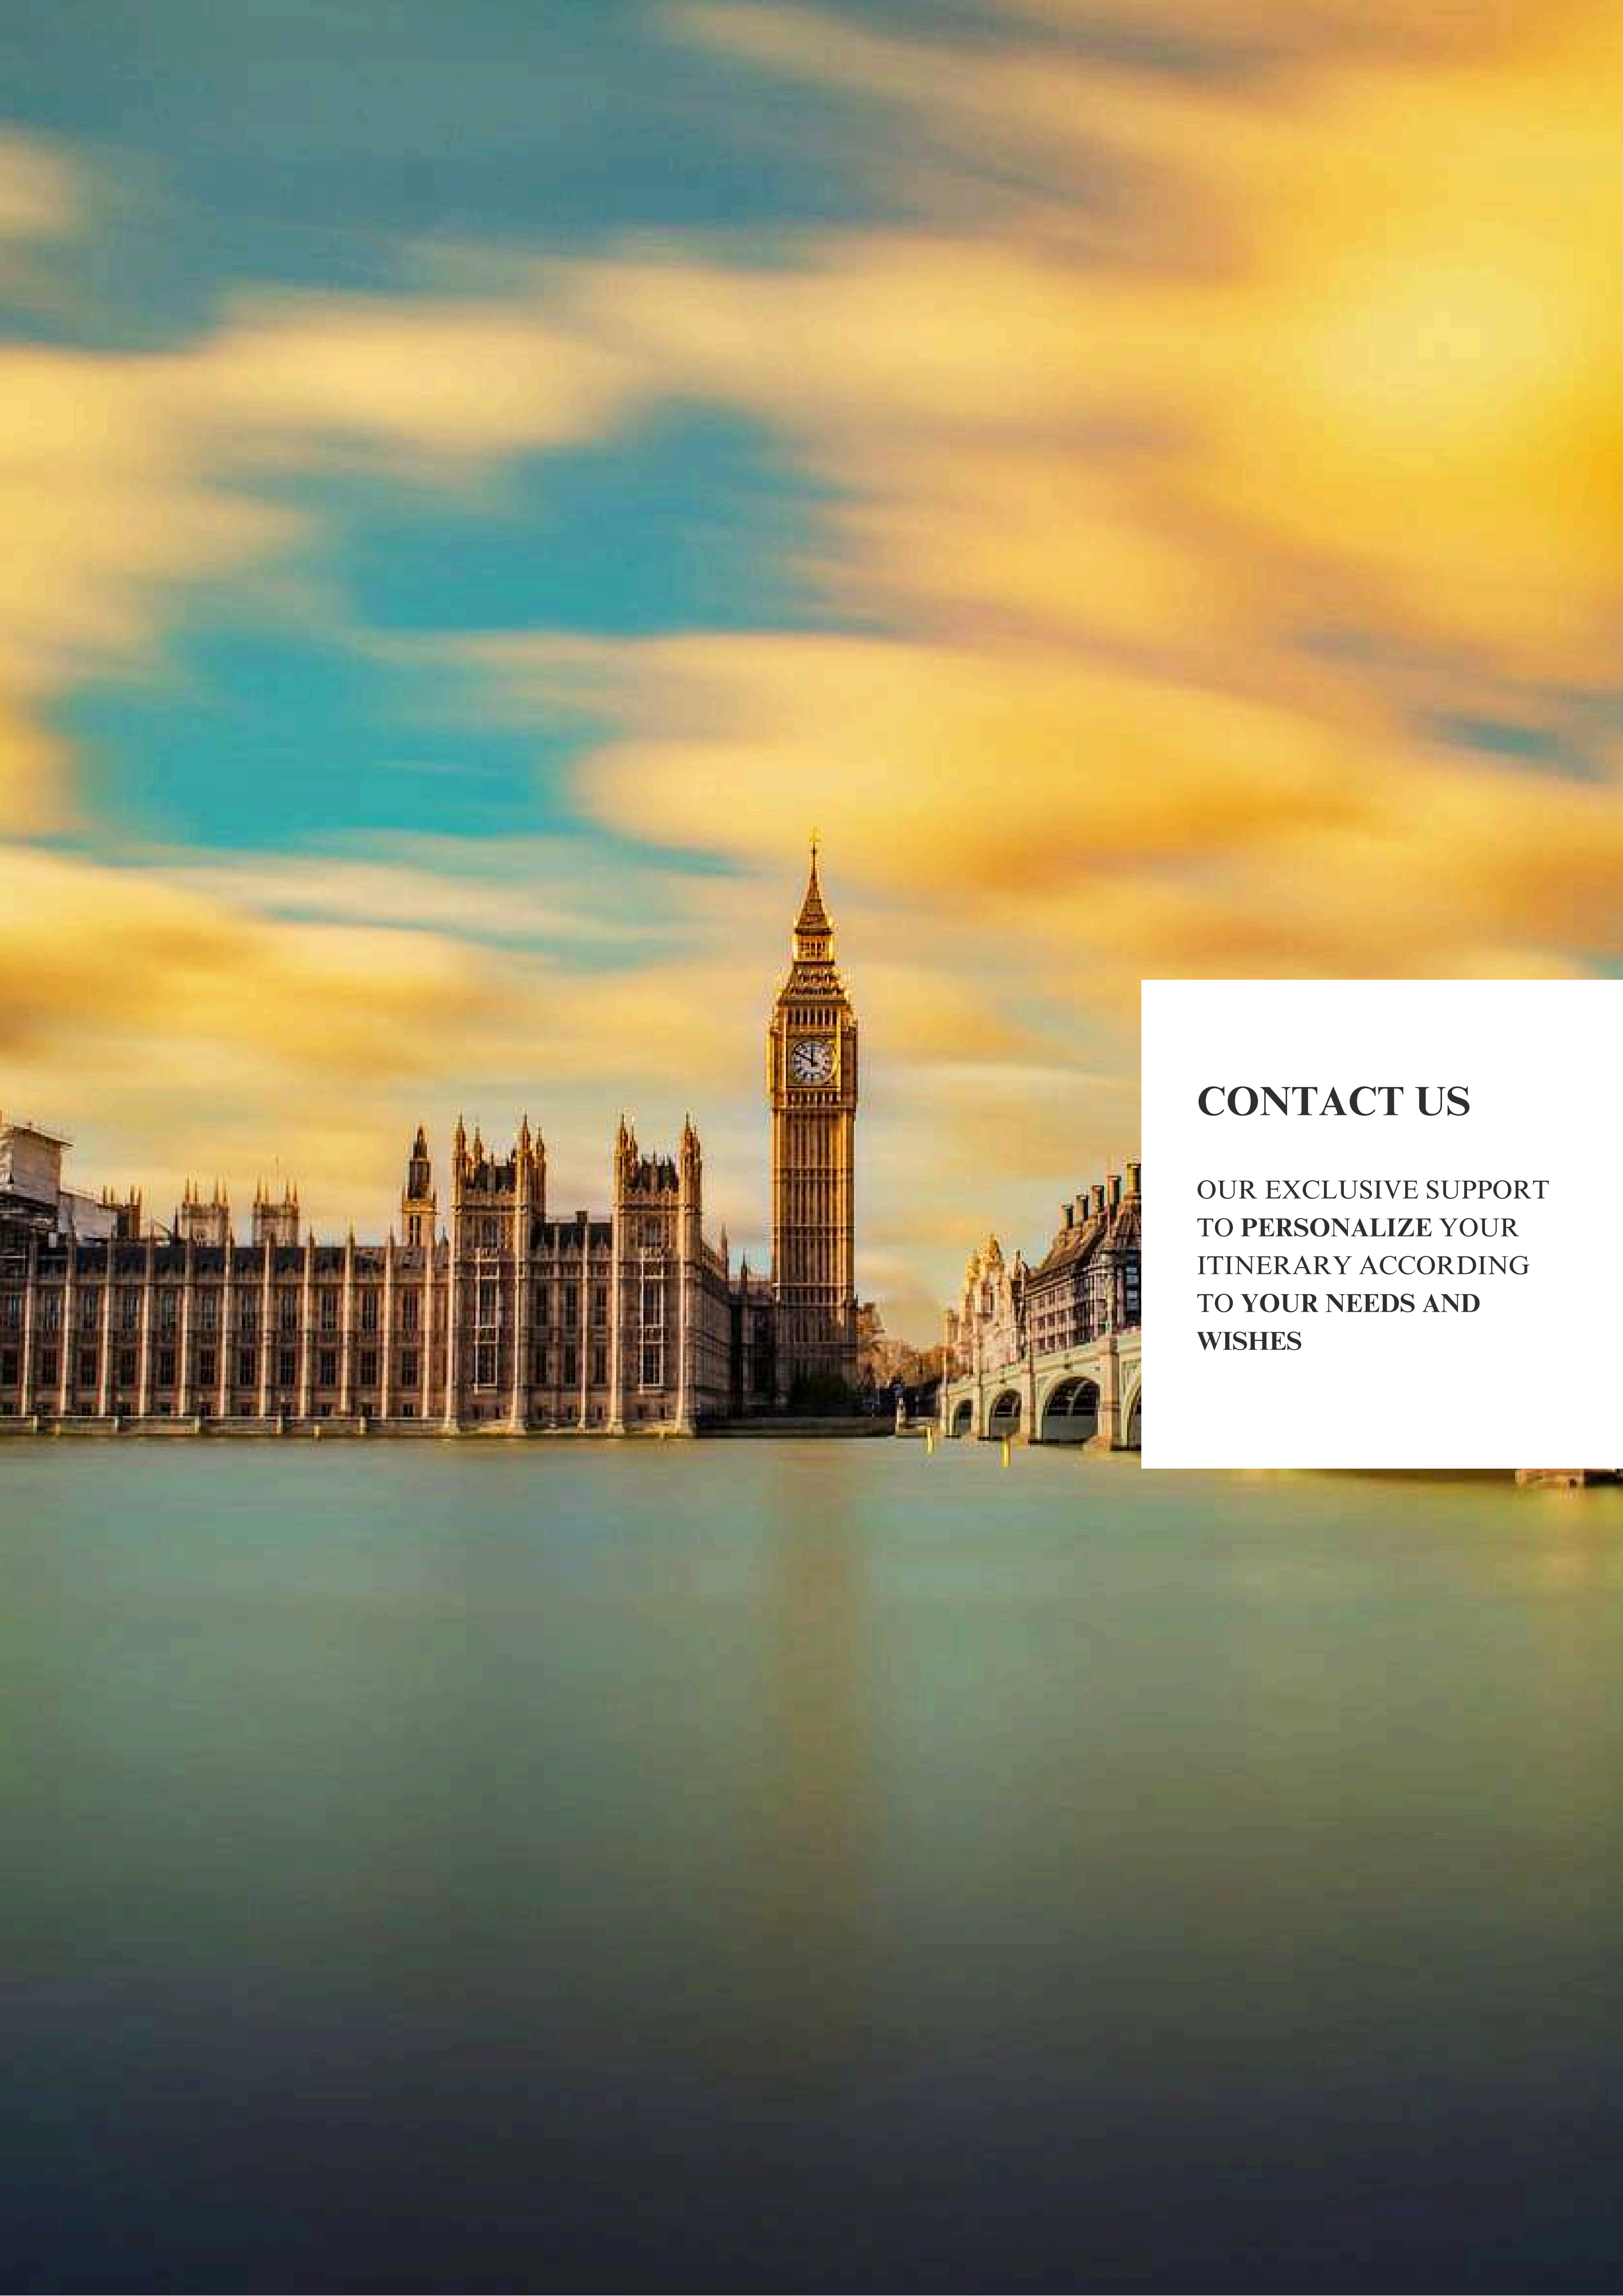 CONTACT US
OUR EXCLUSIVE SUPPORT
TO PERSONALIZE YOUR
ITINERARY ACCORDING
TO YOUR NEEDS AND
WISHES